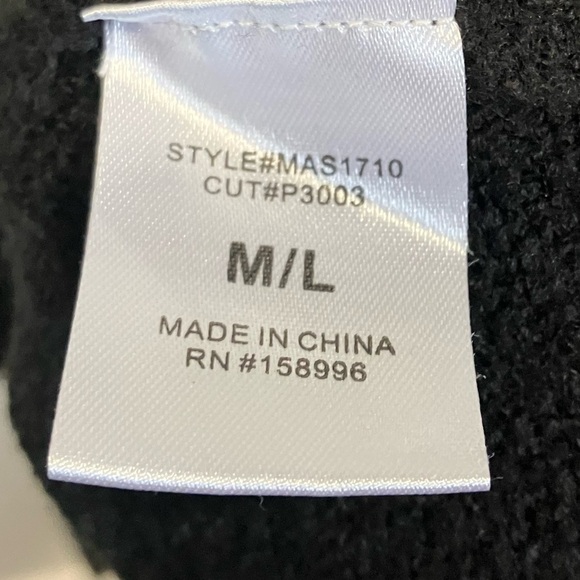 STYLE#MAS1710
CUT#P3003
M/L
MADE IN CHINA
RN #158996